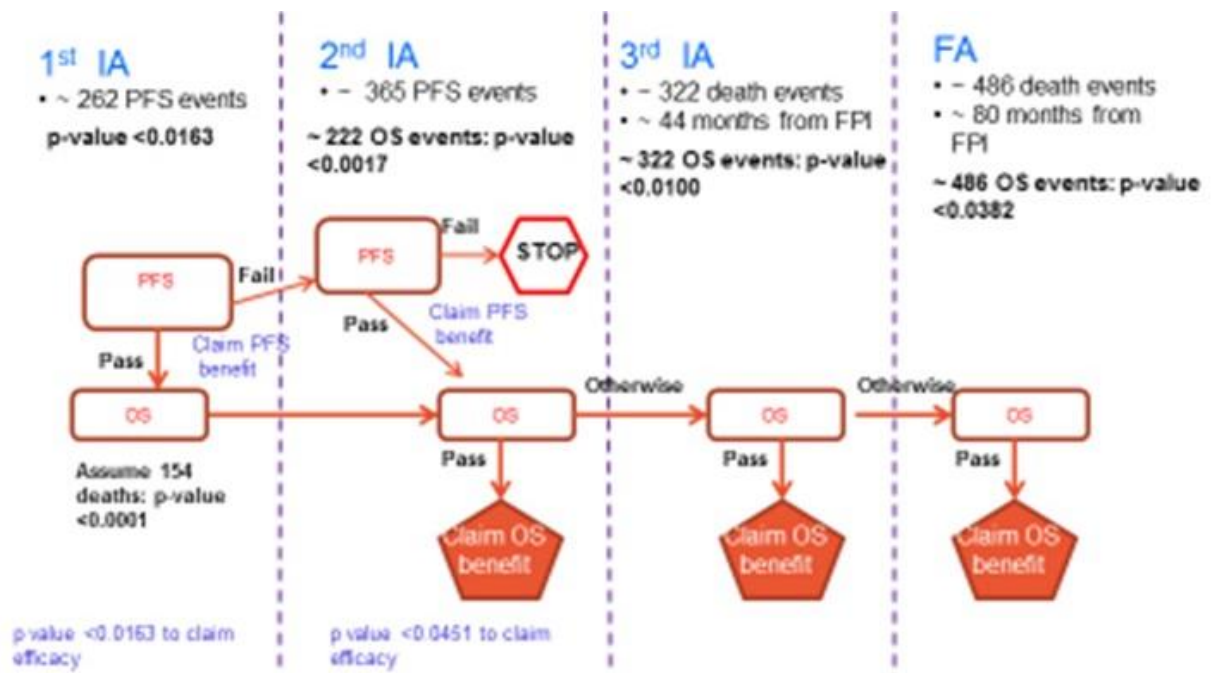 1st IA
• ~ 262 PFS events
p-value <0.0163
2nd IA
• ~ 365 PFS events
~ 222 OS events: p-value
<0.0017
3rd IA
• ~ 322 death events
• ~ 44 months from FPI
~ 322 OS events: p-value
<0.0100
FA
• ~ 486 death events
• ~ 80 months from
FPI
~ 486 OS events: p-value
<0.0382
PFS
Fail
PFS
Fail
STOP
Pass
Claim PFS
benefit
Pass
Claim PFS
benefit
OS
OS
Otherwise
OS
Otherwise
OS
Assume 154
deaths: p-value
<0.0001
Pass
Claim OS
benefit
Pass
Claim OS
benefit
Pass
Claim OS
benefit
p value <0.0163 to claim
efficacy
p value <0.0461 to claim
efficacy